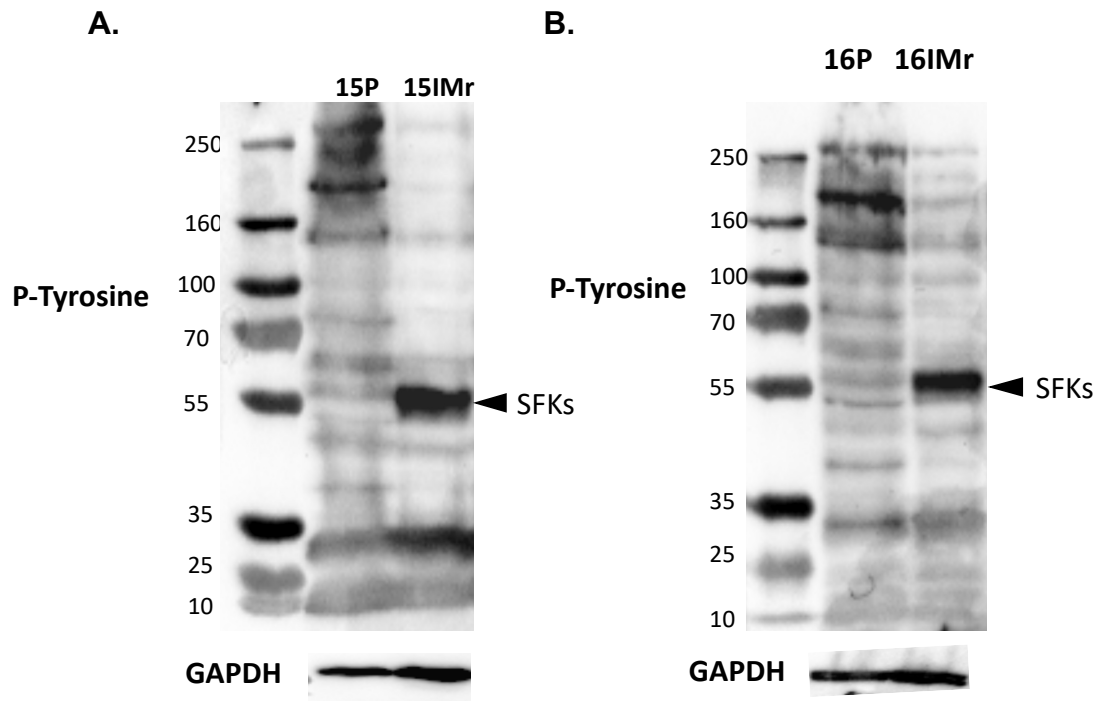 A.
15P 15IMr
250
160
100
70
55
35
25
10
P-Tyrosine
SFKs
GAPDH
B.
16P 16IMr
250
160
100
70
55
35
25
10
P-Tyrosine
SFKs
GAPDH